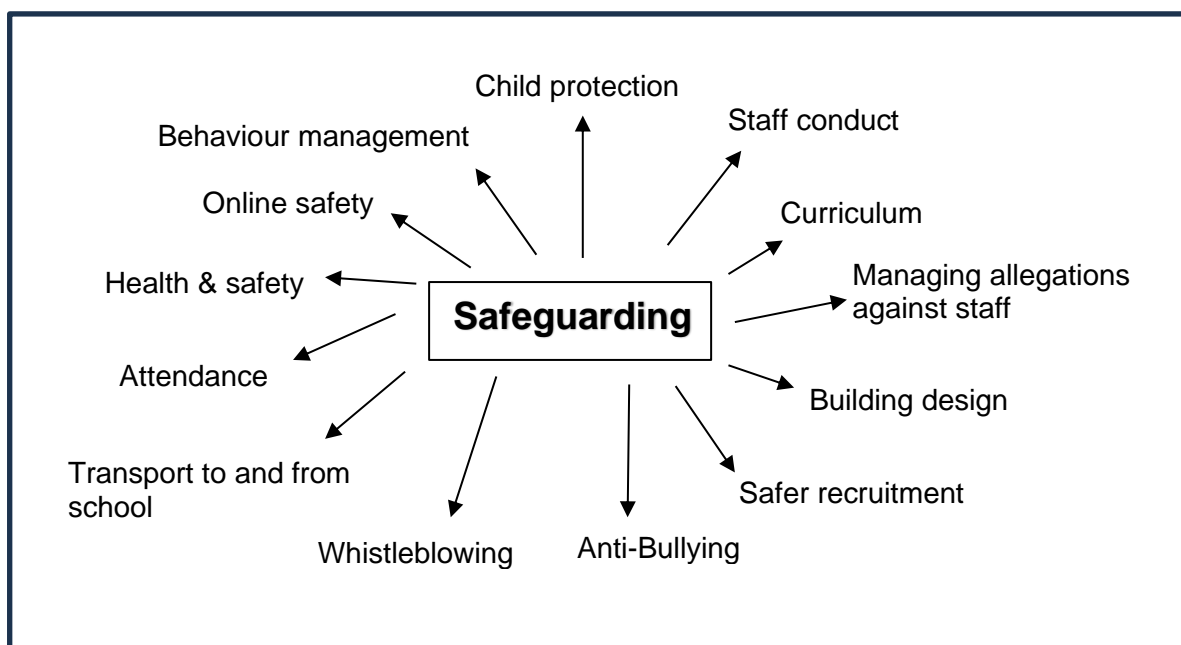 Child protection
Staff conduct
Behaviour management
Online safety
Curriculum
Health & safety
Managing allegations
against staff
Safeguarding
Attendance
Building design
Transport to and from
school
Safer recruitment
Whistleblowing
Anti-Bullying